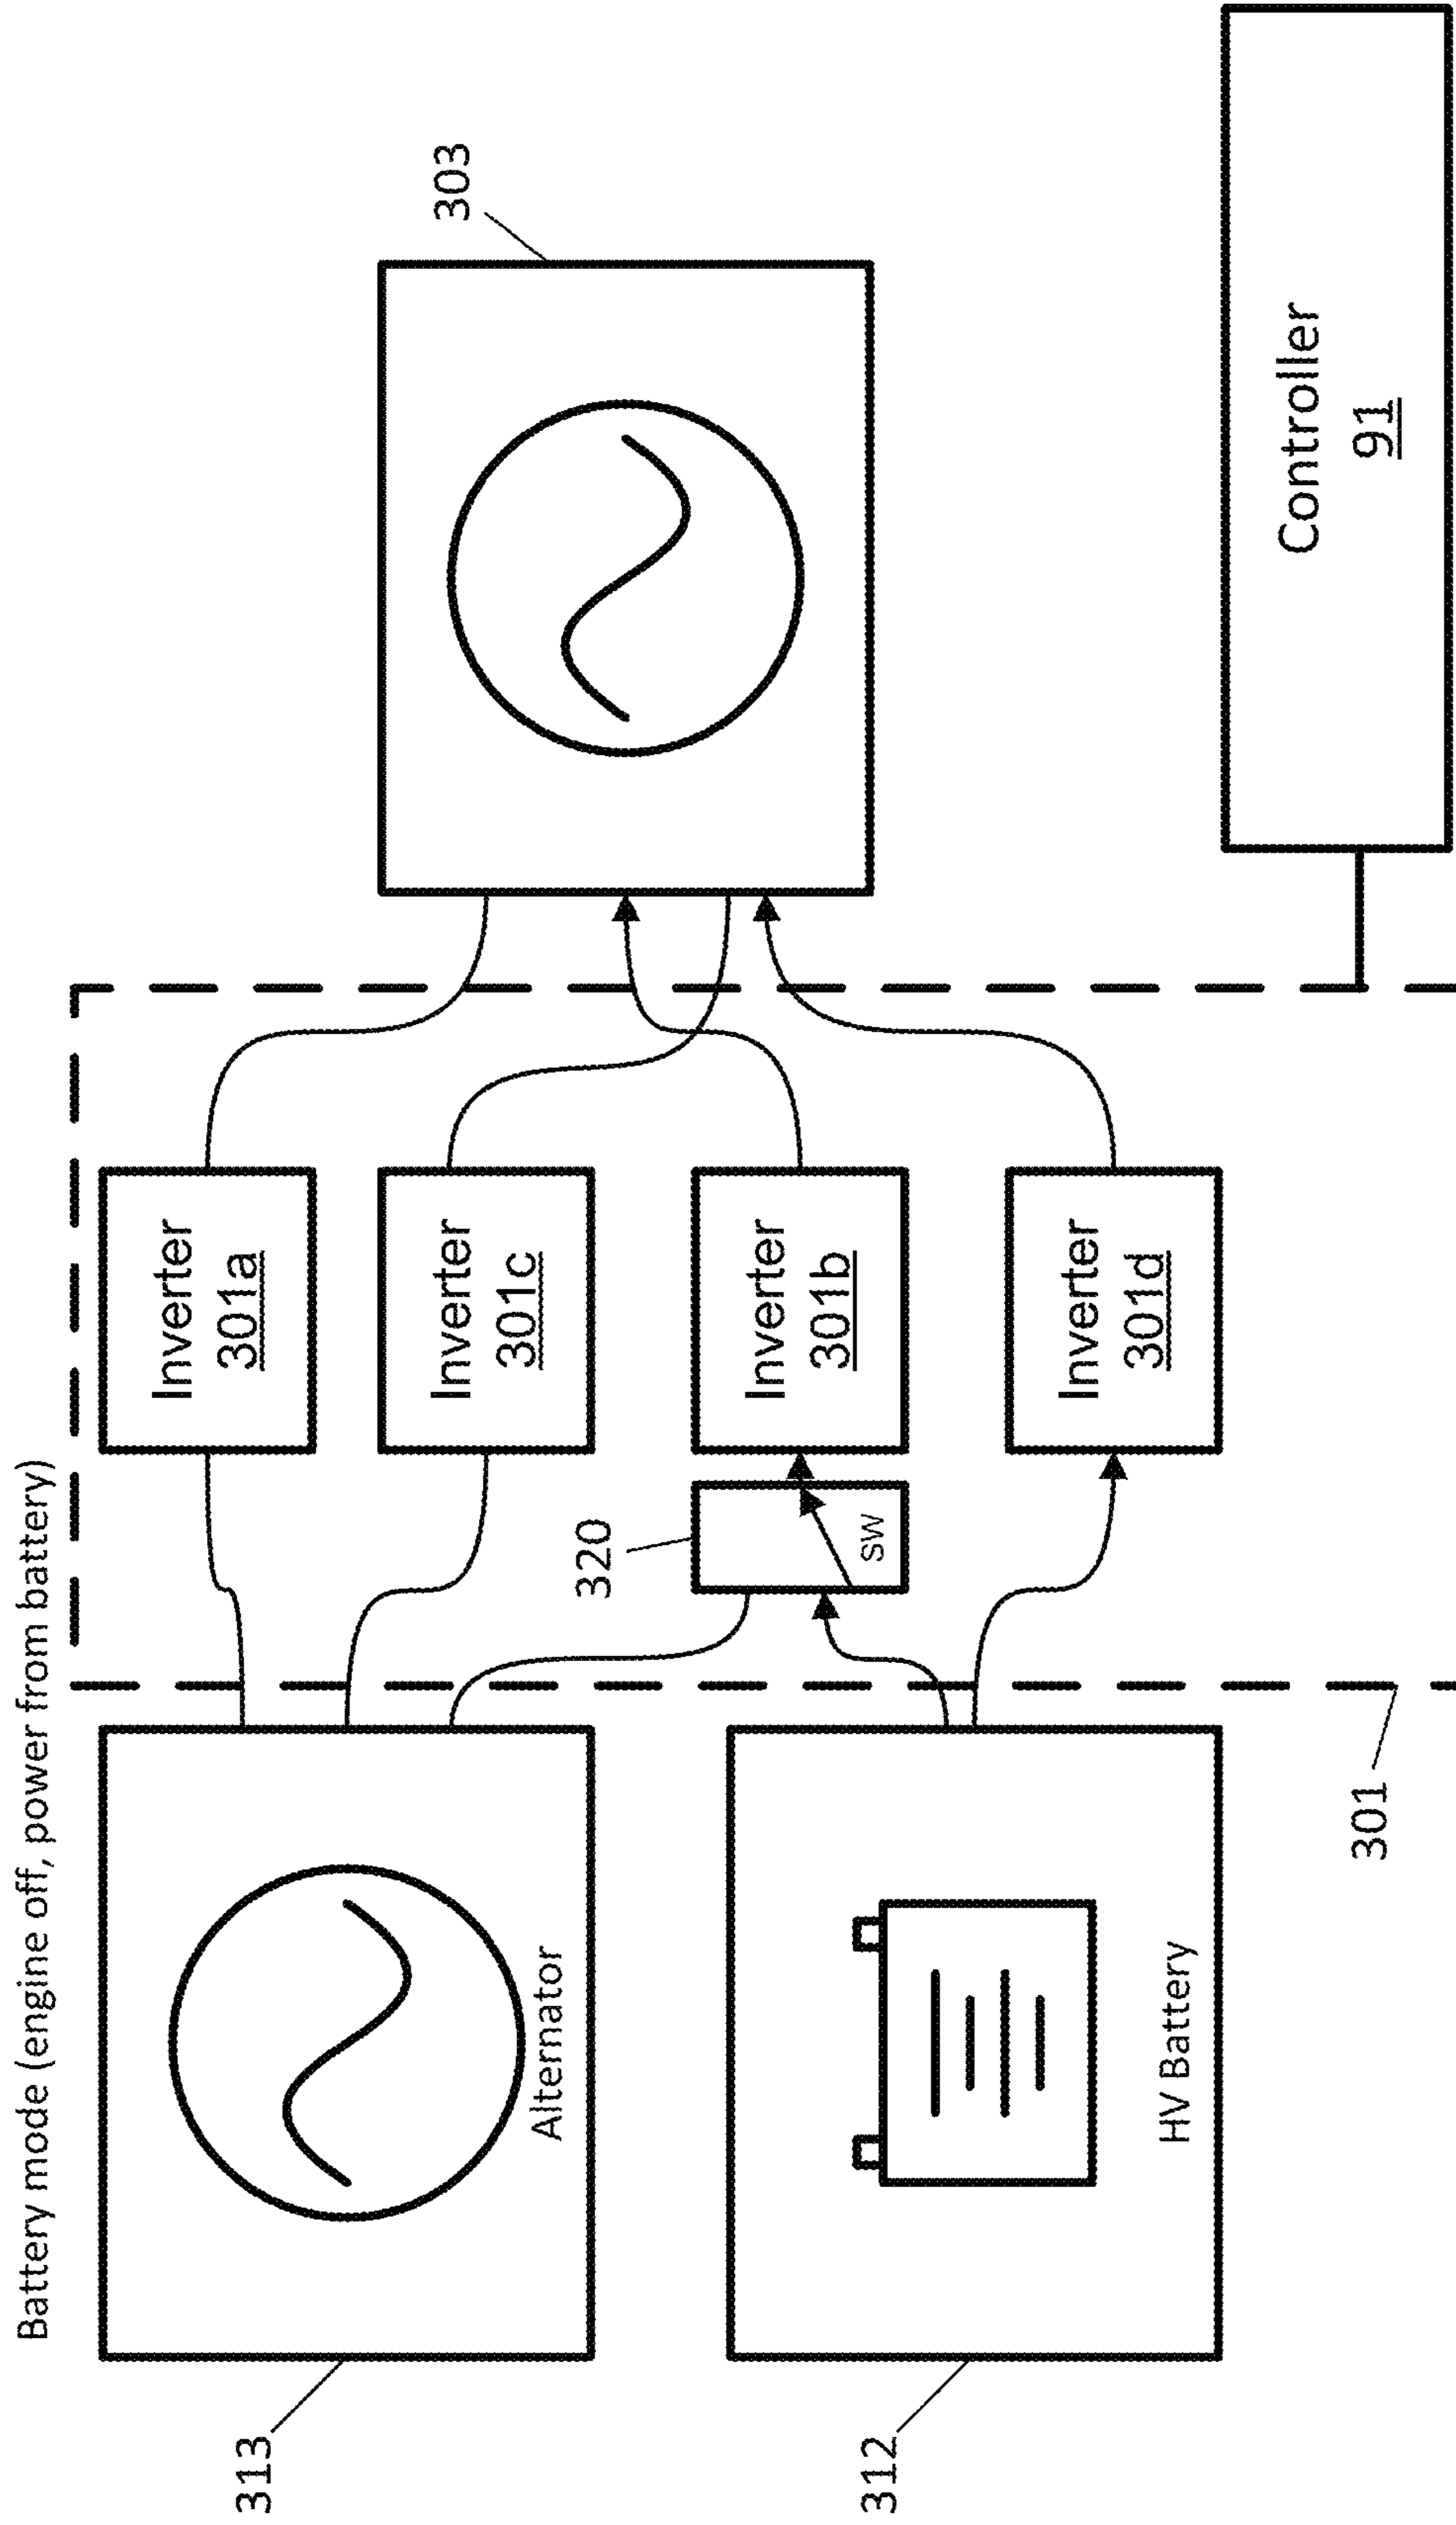 Battery mode (engine off, power from battery)
313
Alternator
312
HV Battery
301
320
SW
Inverter
301a
Inverter
301c
Inverter
301b
Inverter
301d
303
Controller
91